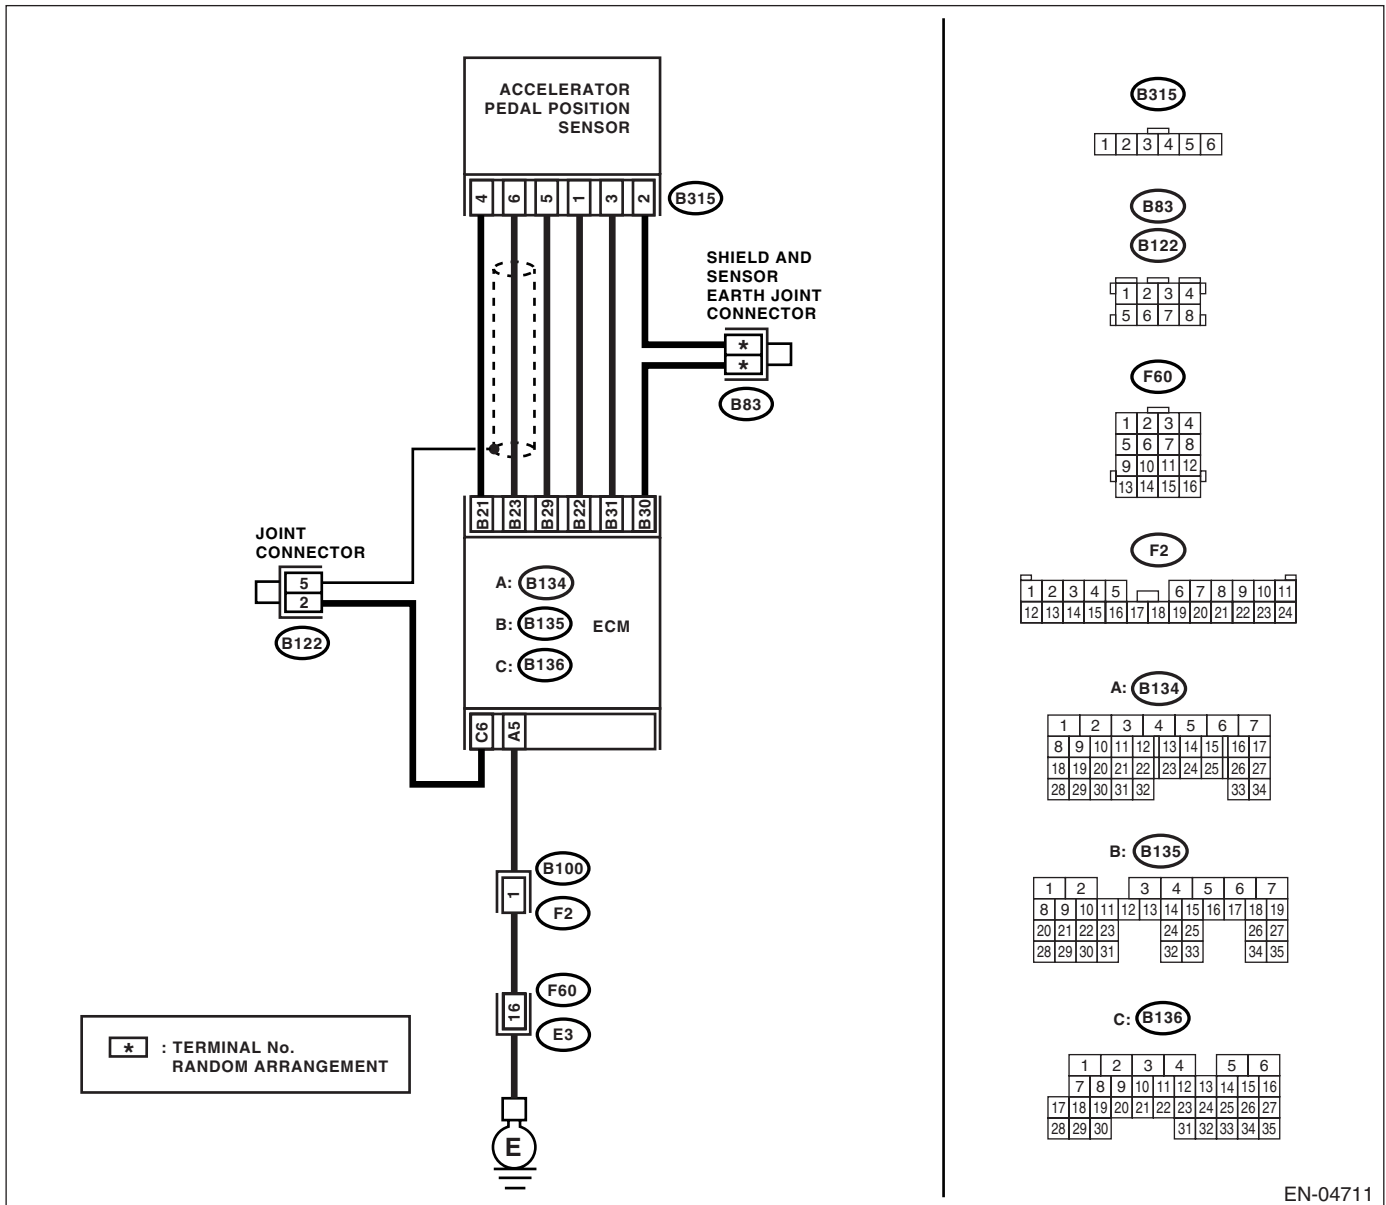 ACCELERATOR
PEDAL POSITION
SENSOR
4 6 5 1 3 2
B315
SHIELD AND
SENSOR
EARTH JOINT
CONNECTOR
*
*
B83
B21 B23 B29 B22 B31 B30
JOINT
CONNECTOR
5
2
B122
A: B134
B: B135
ECM
C: B136
C6 A5
B100
1
F2
F60
16
E3
E
* : TERMINAL No.
RANDOM ARRANGEMENT
B315
1 2 3 4 5 6
B83
B122
1 2 3 4
5 6 7 8
F60
1 2 3 4
5 6 7 8
9 10 11 12
13 14 15 16
F2
1 2 3 4 5 6 7 8 9 10 11
12 13 14 15 16 17 18 19 20 21 22 23 24
A: B134
1 2 3 4 5 6 7
8 9 10 11 12 13 14 15 16 17
18 19 20 21 22 23 24 25 26 27
28 29 30 31 32 33 34
B: B135
1 2 3 4 5 6 7
8 9 10 11 12 13 14 15 16 17 18 19
20 21 22 23 24 25 26 27
28 29 30 31 32 33 34 35
C: B136
1 2 3 4 5 6
7 8 9 10 11 12 13 14 15 16
17 18 19 20 21 22 23 24 25 26 27
28 29 30 31 32 33 34 35
EN-04711